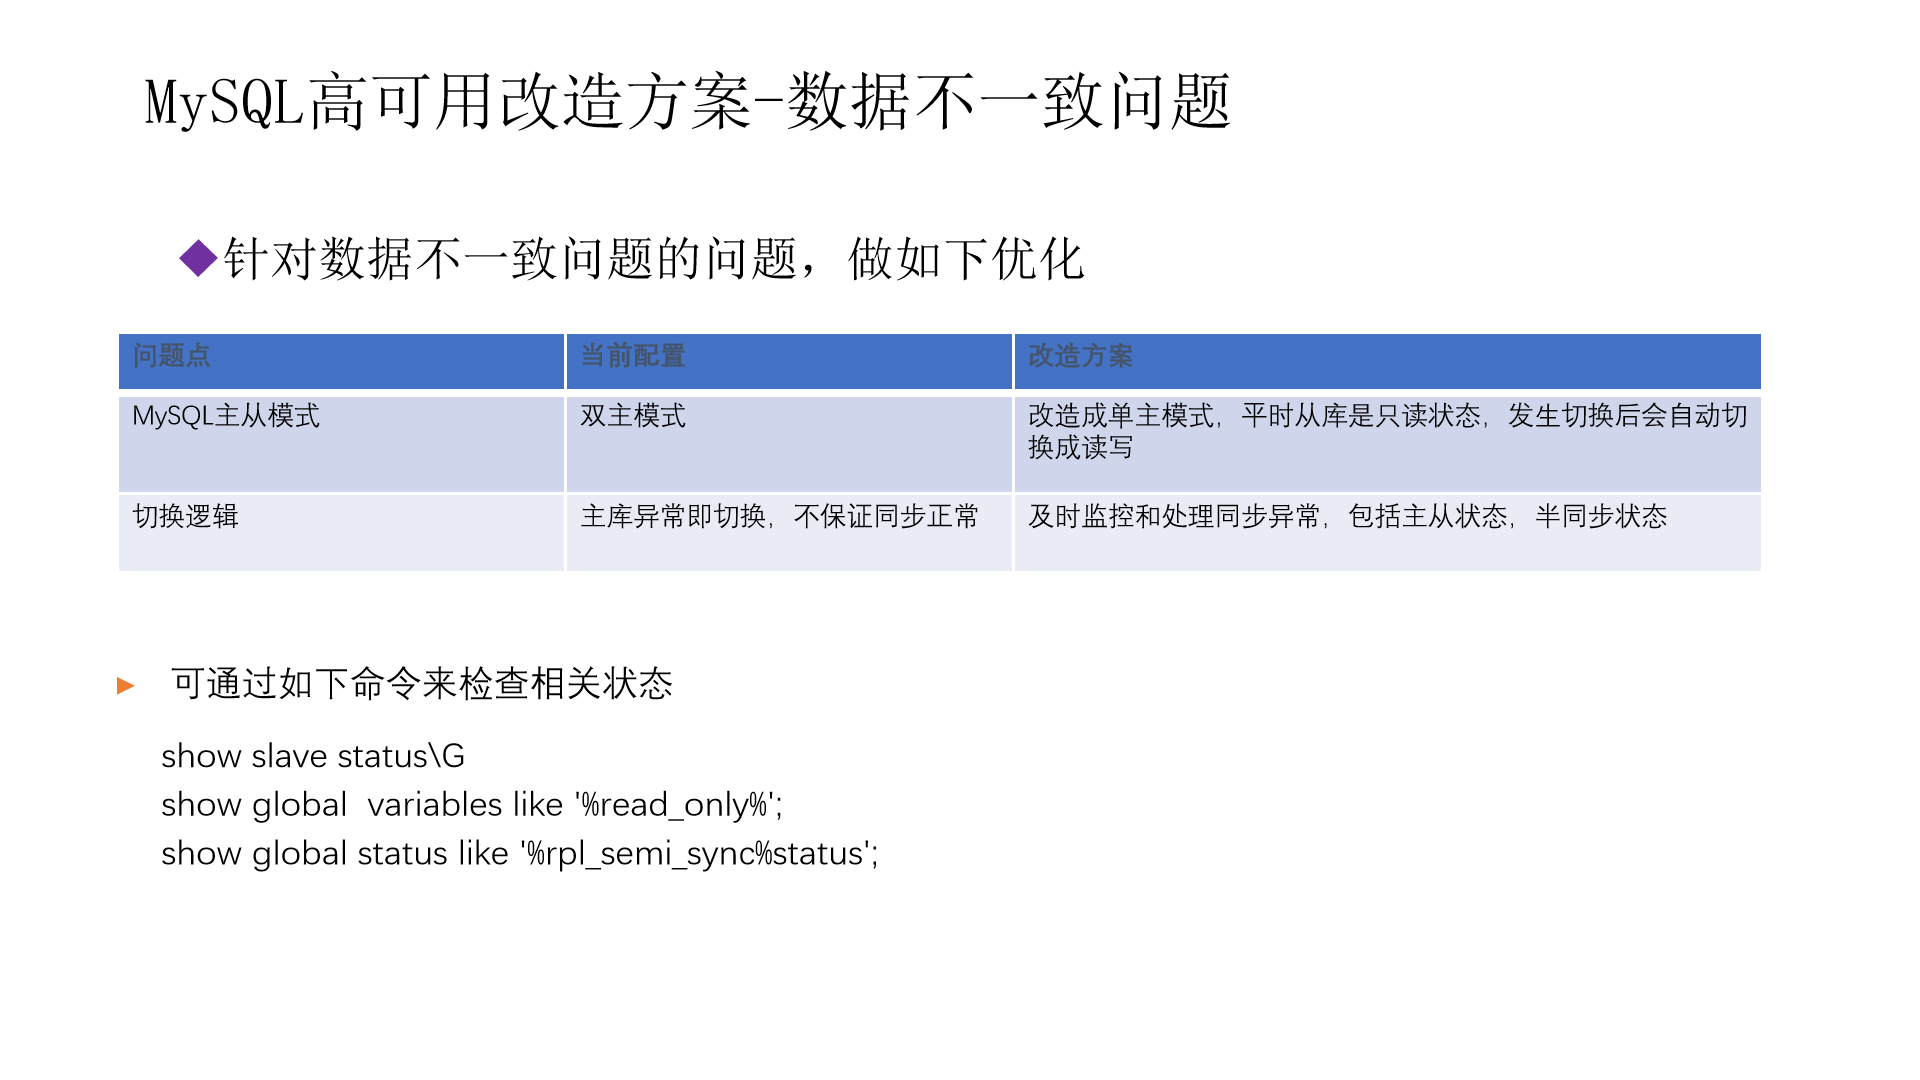 MySQL高可用改造方案-数据不一致问题
◆针对数据不一致问题的问题，做如下优化
问题点 当前配置 改造方案
MySQL主从模式 双主模式 改造成单主模式，平时从库是只读状态，发生切换后会自动切
换成读写
切换逻辑 主库异常即切换，不保证同步正常 及时监控和处理同步异常，包括主从状态，半同步状态
► 可通过如下命令来检查相关状态
show slave status\G
show global  variables like '%read_only%';
show global status like '%rpl_semi_sync%status';